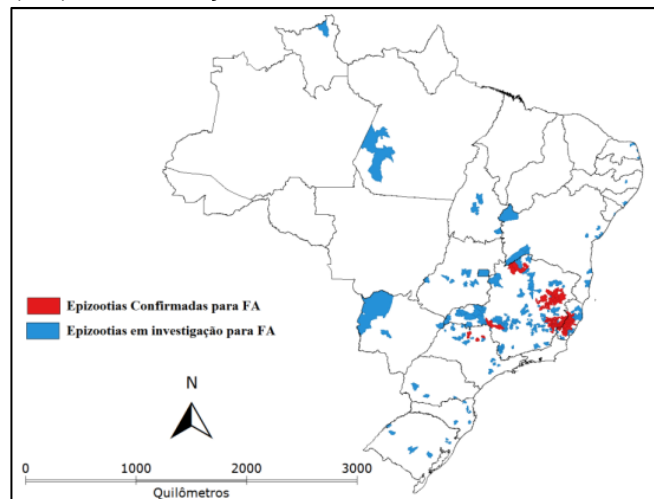 Epizootias Confirmadas para FA
Epizootias em investigação para FA
N
0 1000 2000 3000
Quilômetros